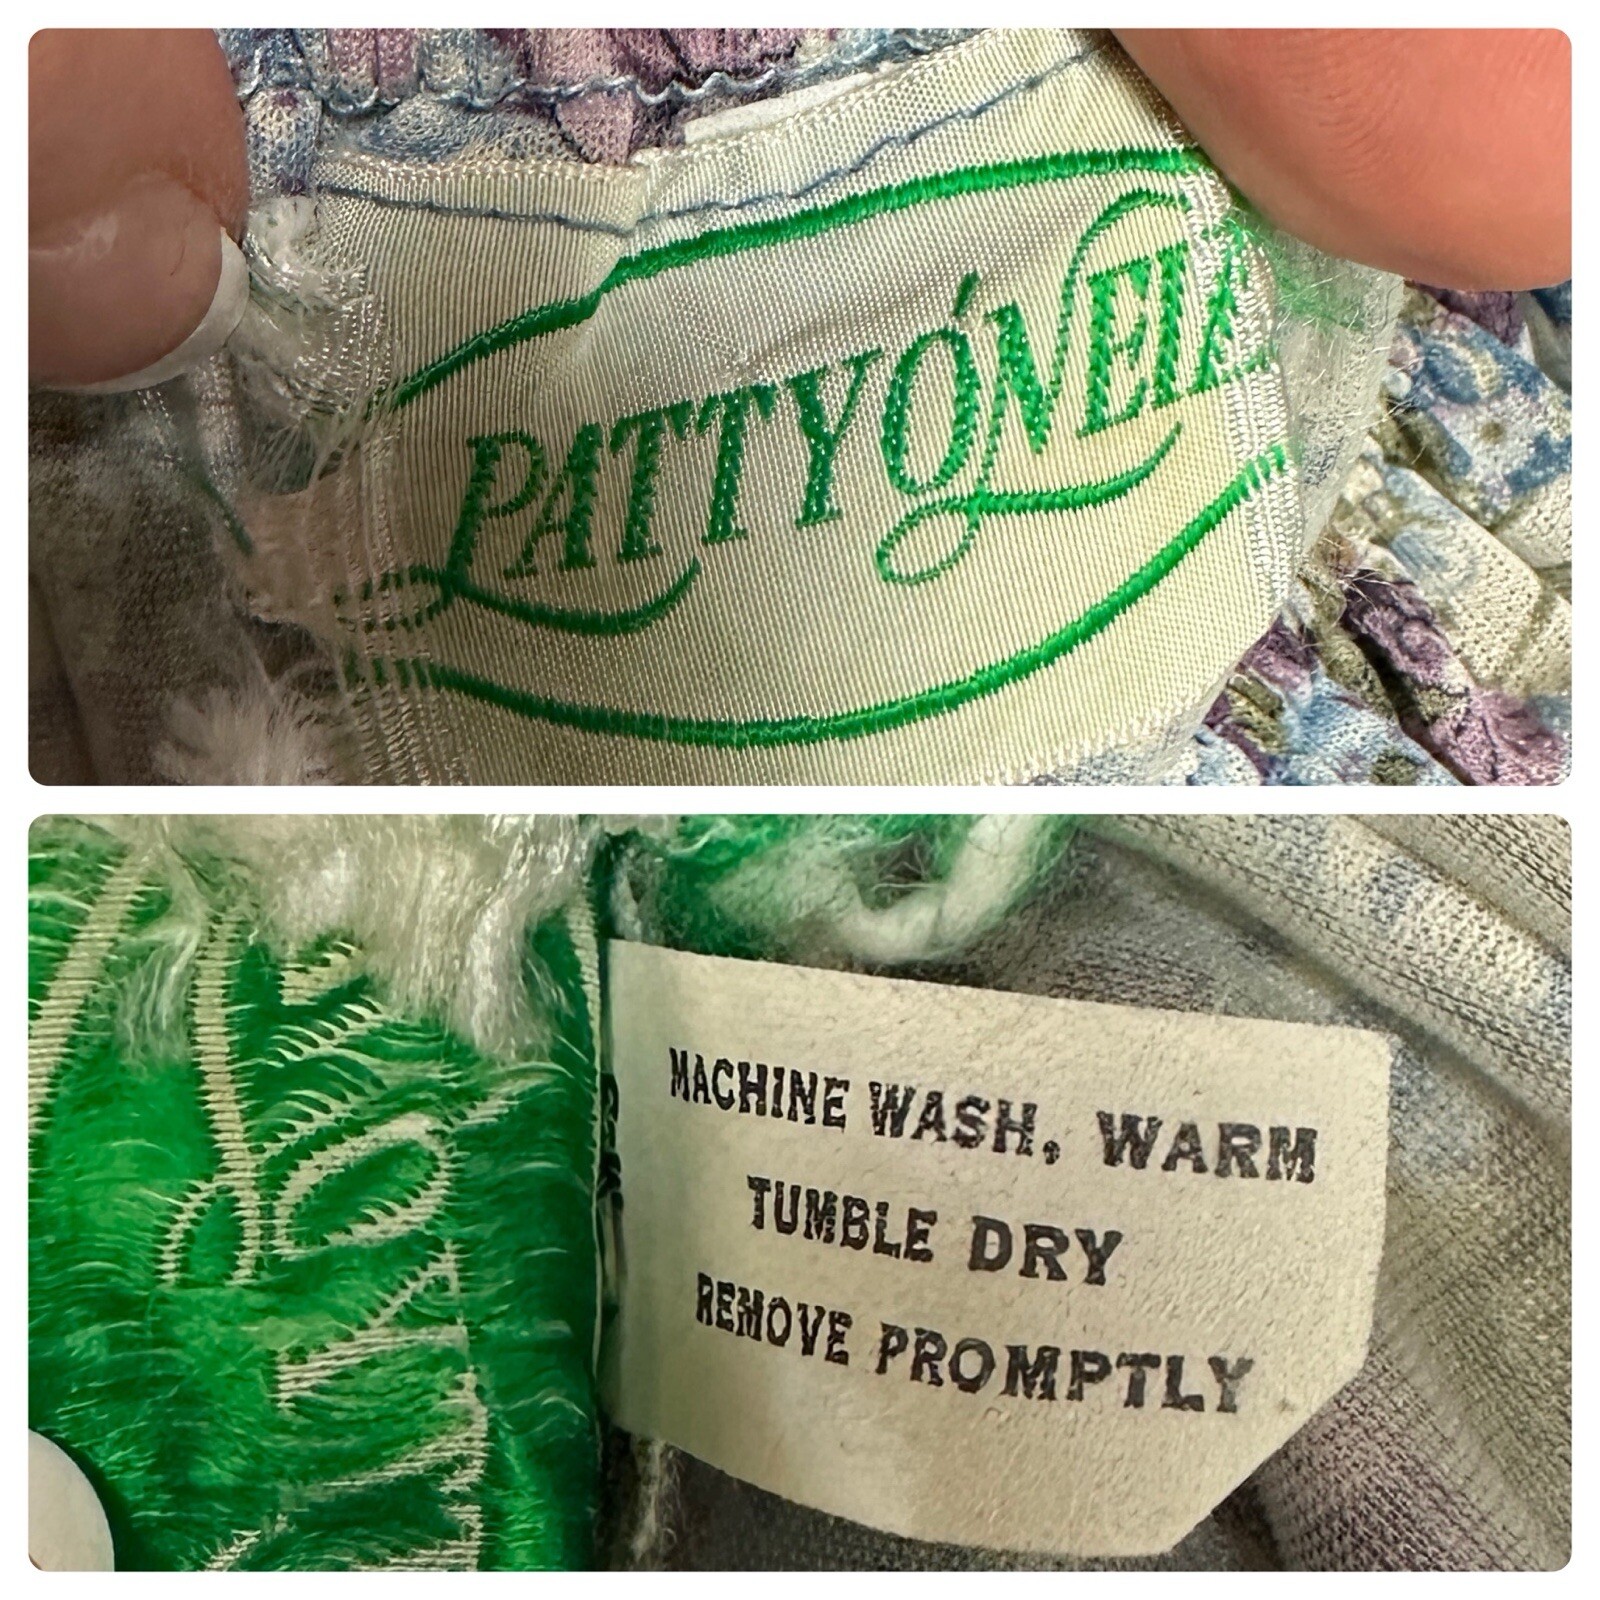 PATTY O'NEIL
MACHINE WASH, WARM
TUMBLE DRY
REMOVE PROMPTLY